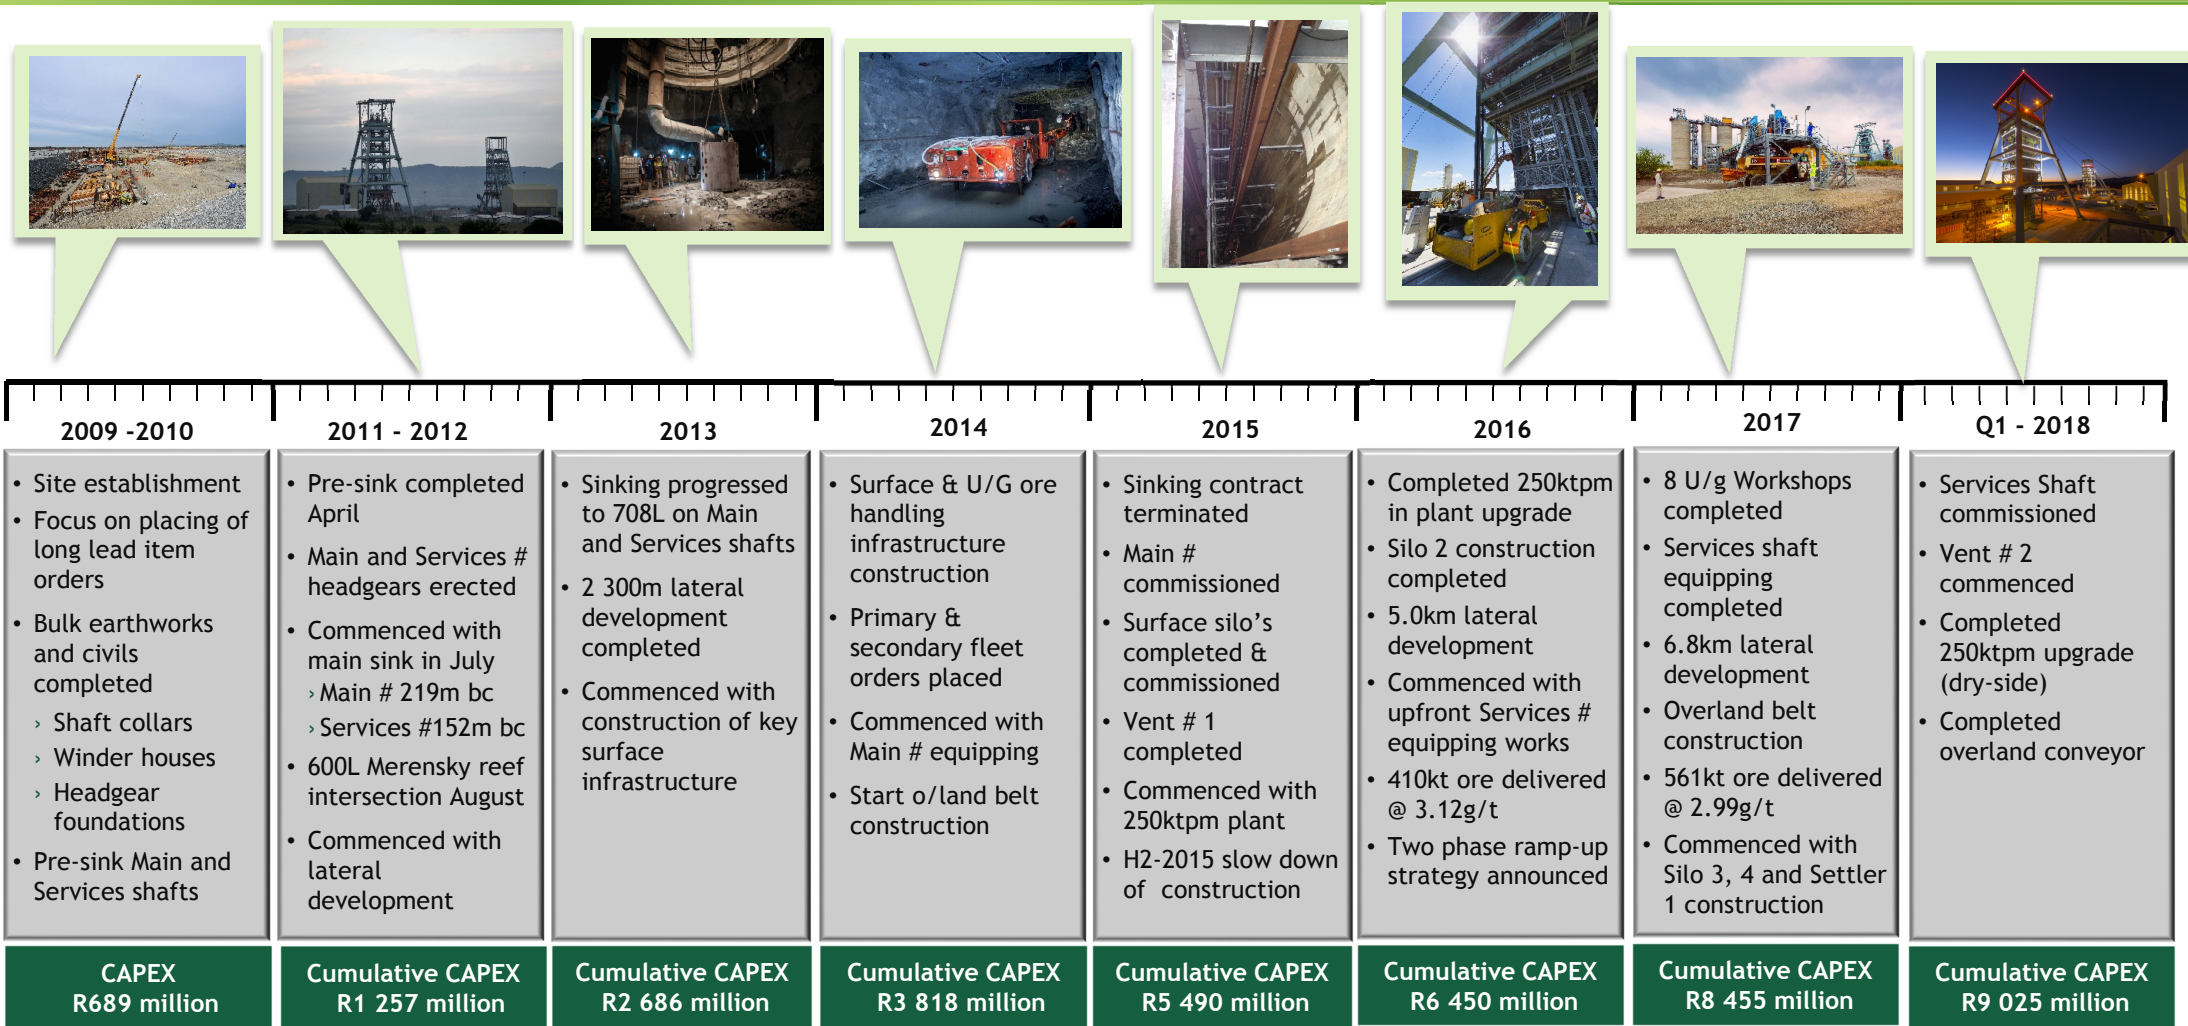 2009 -2010
• Site establishment
• Focus on placing of
long lead item
orders
• Bulk earthworks
and civils
completed
› Shaft collars
› Winder houses
› Headgear
foundations
• Pre-sink Main and
Services shafts
CAPEX
R689 million
2011 - 2012
• Pre-sink completed
April
• Main and Services #
headgears erected
• Commenced with
main sink in July
› Main # 219m bc
› Services #152m bc
• 600L Merensky reef
intersection August
• Commenced with
lateral
development
Cumulative CAPEX
R1 257 million
2013
• Sinking progressed
to 708L on Main
and Services shafts
• 2 300m lateral
development
completed
• Commenced with
construction of key
surface
infrastructure
Cumulative CAPEX
R2 686 million
2014
• Surface & U/G ore
handling
infrastructure
construction
• Primary &
secondary fleet
orders placed
• Commenced with
Main # equipping
• Start o/land belt
construction
Cumulative CAPEX
R3 818 million
2015
• Sinking contract
terminated
• Main #
commissioned
• Surface silo’s
completed &
commissioned
• Vent # 1
completed
• Commenced with
250ktpm plant
• H2-2015 slow down
of construction
Cumulative CAPEX
R5 490 million
2016
• Completed 250ktpm
in plant upgrade
• Silo 2 construction
completed
• 5.0km lateral
development
• Commenced with
upfront Services #
equipping works
• 410kt ore delivered
@ 3.12g/t
• Two phase ramp-up
strategy announced
Cumulative CAPEX
R6 450 million
2017
• 8 U/g Workshops
completed
• Services shaft
equipping
completed
• 6.8km lateral
development
• Overland belt
construction
• 561kt ore delivered
@ 2.99g/t
• Commenced with
Silo 3, 4 and Settler
1 construction
Cumulative CAPEX
R8 455 million
Q1 - 2018
• Services Shaft
commissioned
• Vent # 2
commenced
• Completed
250ktpm upgrade
(dry-side)
• Completed
overland conveyor
Cumulative CAPEX
R9 025 million